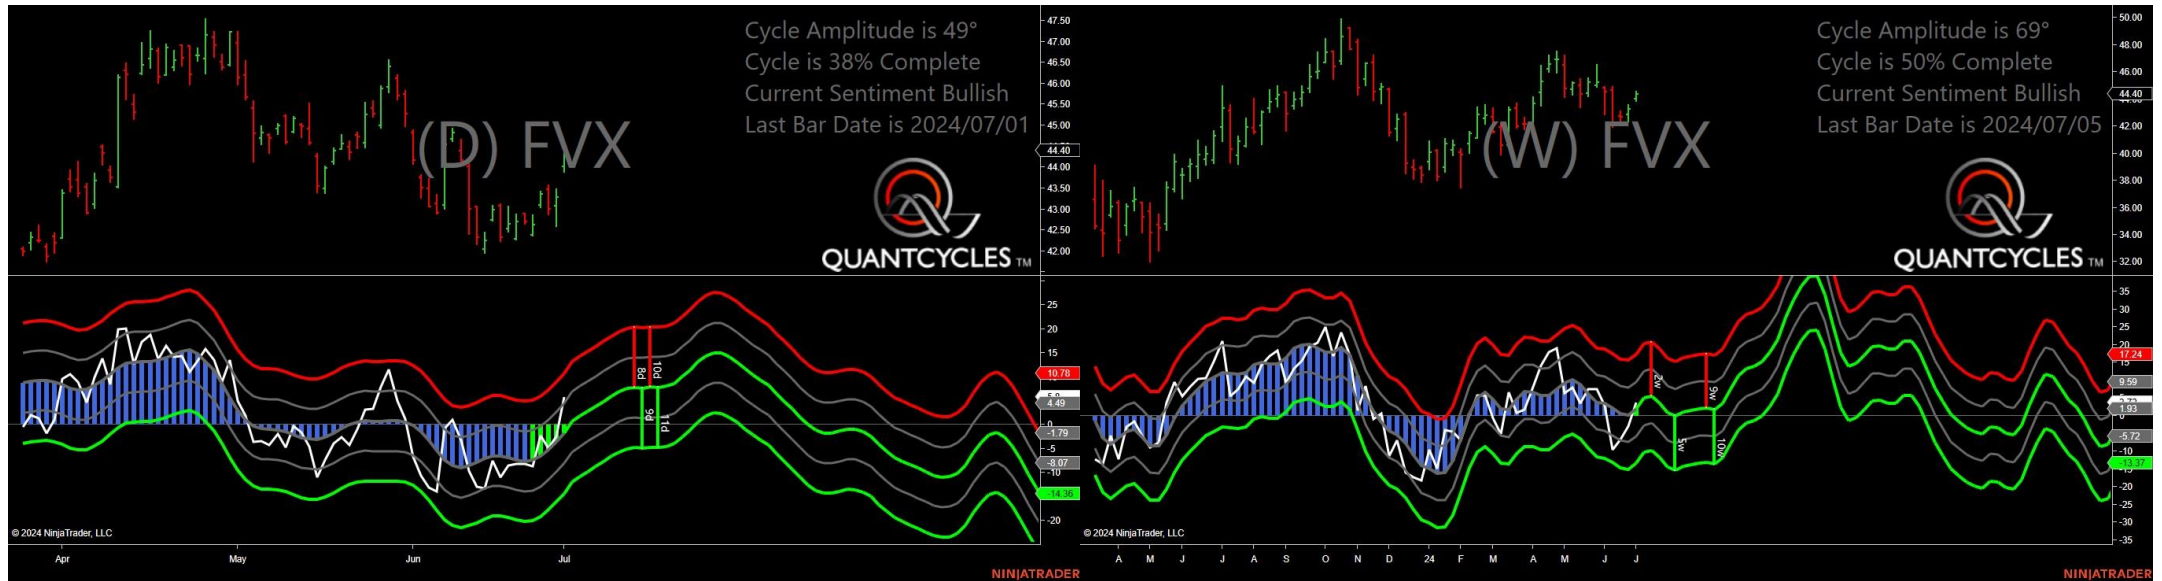 Cycle Amplitude is 49°
Cycle is 38% Complete
Current Sentiment Bullish
Last Bar Date is 2024/07/01
(D) FVX
QUANTCYCLES TM
47.50
47.00
46.50
46.00
45.50
45.00
44.40
44.00
43.50
43.00
42.50
42.00
25
20
15
10.78
4.49
0
-1.79
-5
-8.07
-10
-14.36
-20
8d
10d
9d
11d
© 2024 NinjaTrader, LLC
Apr May Jun Jul
NINJATRADER
Cycle Amplitude is 69°
Cycle is 50% Complete
Current Sentiment Bullish
Last Bar Date is 2024/07/05
(W) FVX
QUANTCYCLES TM
50.00
48.00
46.00
44.40
42.00
40.00
38.00
36.00
34.00
32.00
35
30
25
20
17.24
9.59
1.93
0
-5.72
-10
-13.37
-20
-25
-30
-35
2w
9w
5w
10w
© 2024 NinjaTrader, LLC
A M J J A S O N D 24 F M A M J J
NINJATRADER